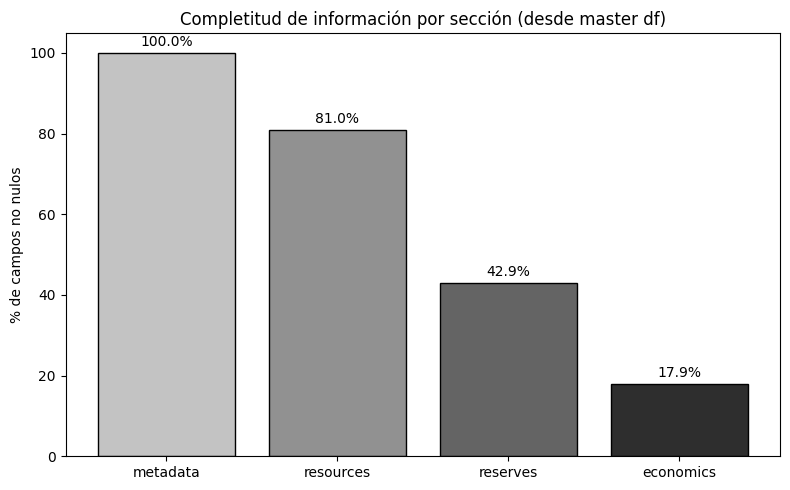 Completitud de información por sección (desde master df)
% de campos no nulos
100
80
60
40
20
0
100.0%
81.0%
42.9%
17.9%
metadata
resources
reserves
economics